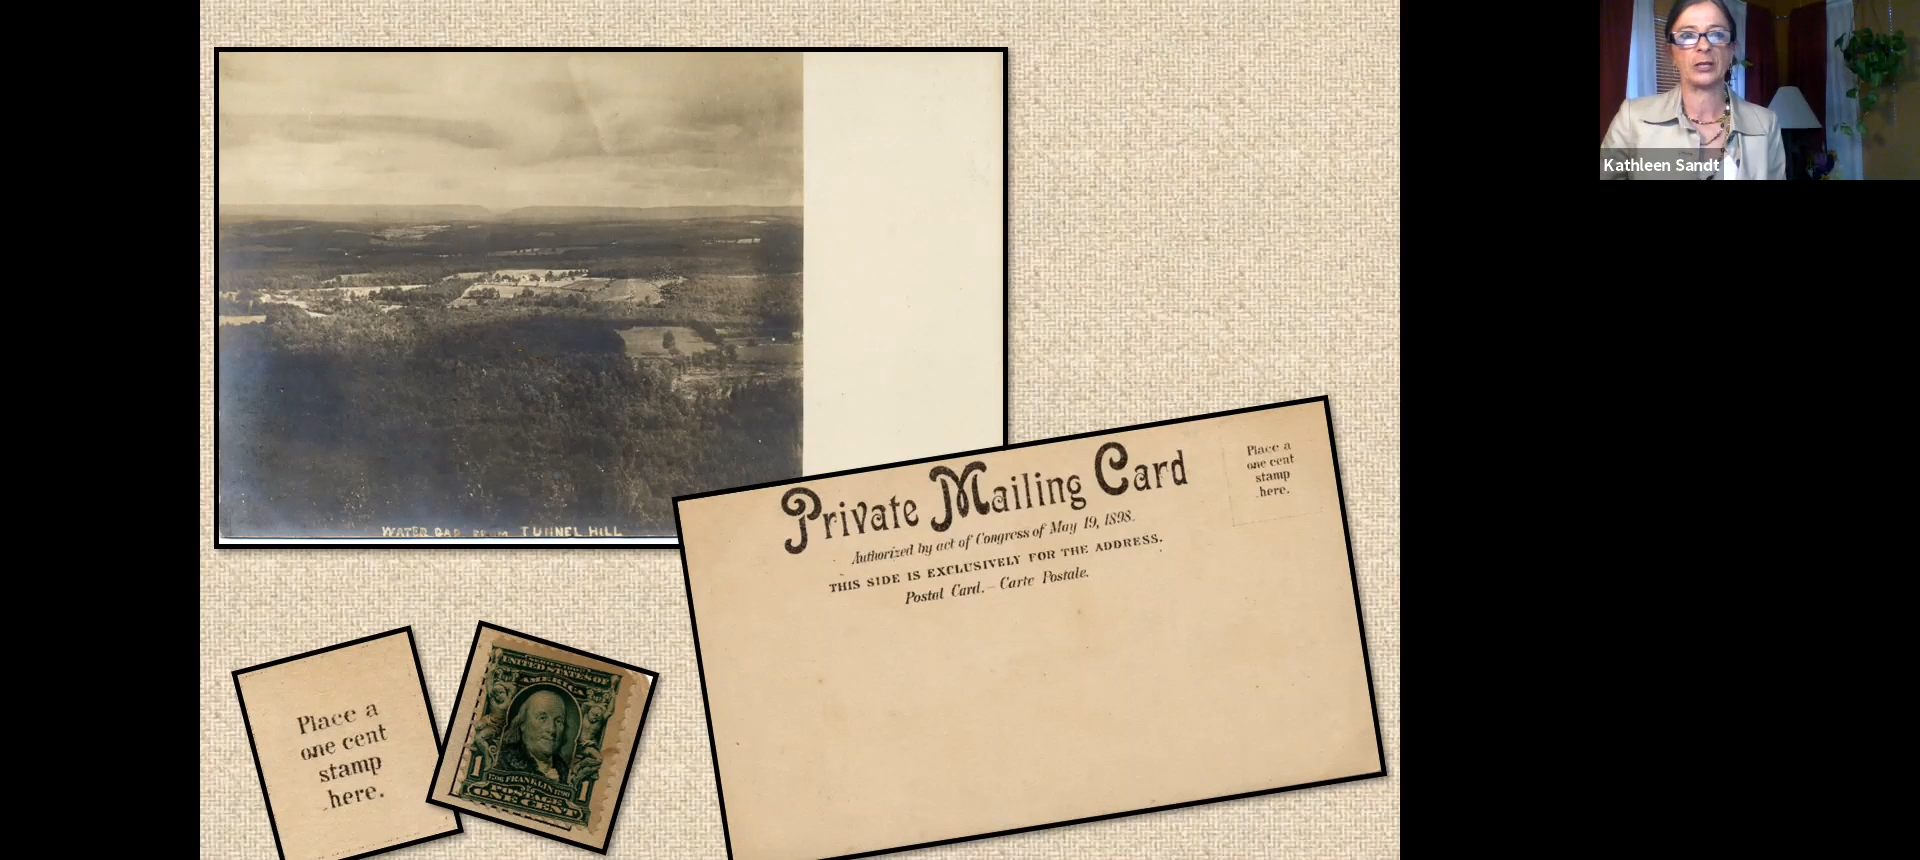 Kathleen Sandt
WATER GAP FROM TUNNEL HILL
Private Mailing Card
Authorized by act of Congress of May 19, 1898.
THIS SIDE IS EXCLUSIVELY FOR THE ADDRESS.
Postal Card. – Carte Postale.
Place a
one cent
stamp
here.
Place a
one cent
stamp
here.
UNITED STATES OF
AMERICA
1706 FRANKLIN 1790
1 1
POSTAGE
ONE CENT